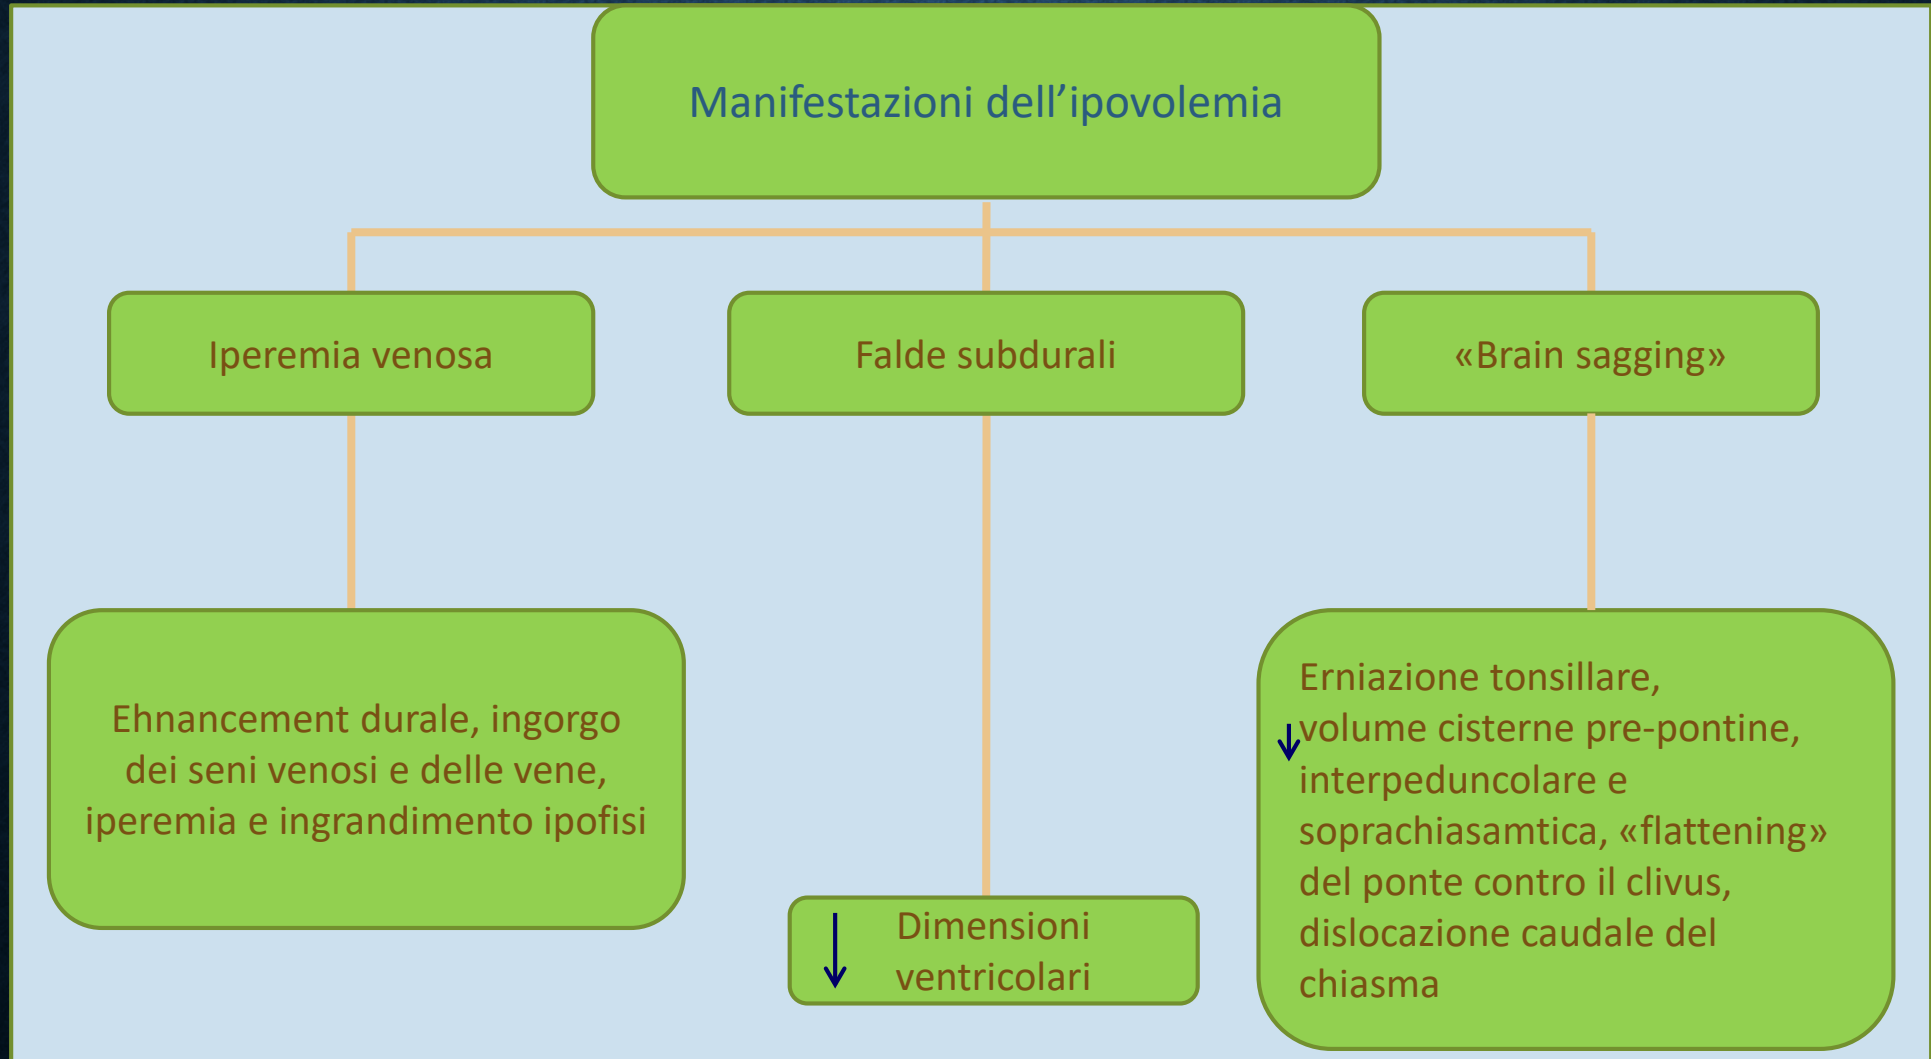 Manifestazioni dell’ipovolemia
Iperemia venosa
Falde subdurali
«Brain sagging»
Ehnancement durale, ingorgo
dei seni venosi e delle vene,
iperemia e ingrandimento ipofisi
Dimensioni
ventricolari
Erniazione tonsillare,
volume cisterne pre-pontine,
interpeduncolare e
soprachiasamtica, «flattening»
del ponte contro il clivus,
dislocazione caudale del
chiasma